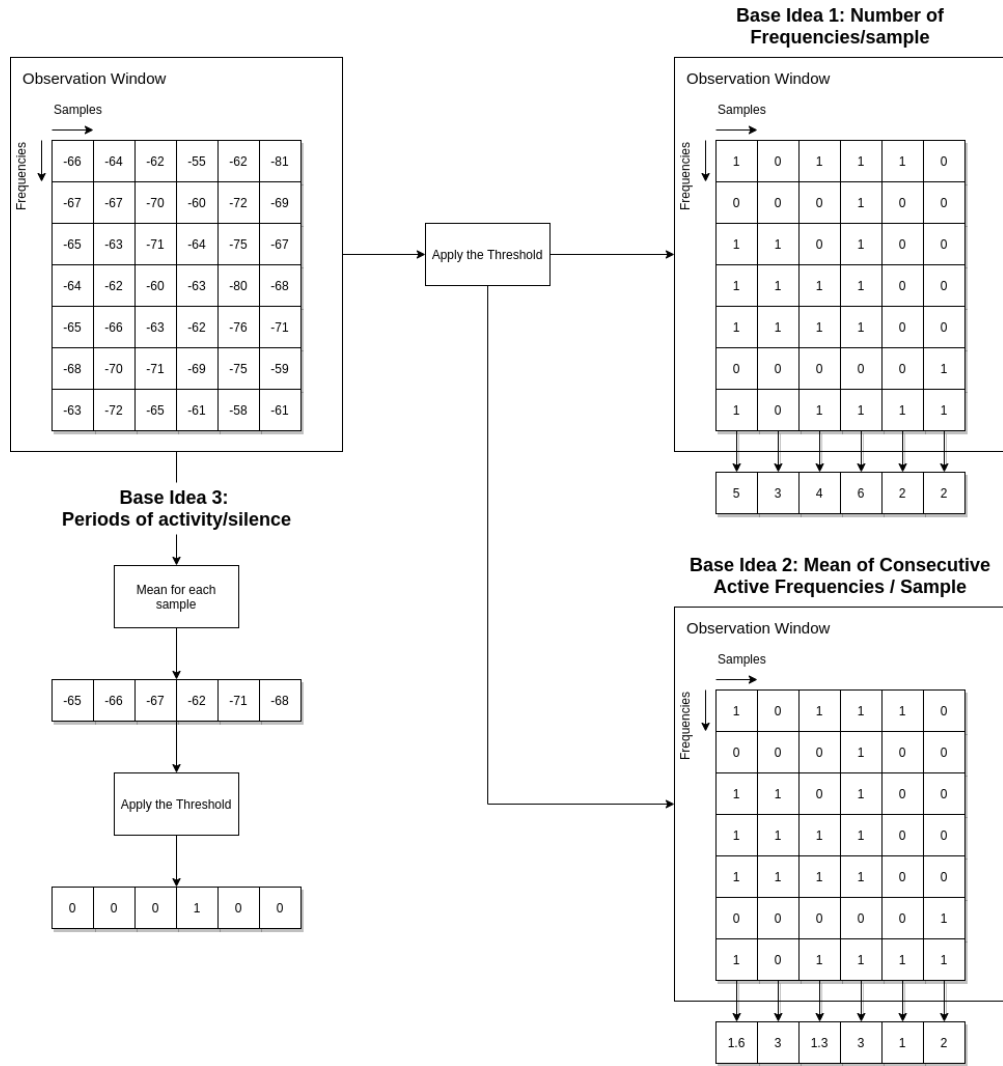 Base Idea 1: Number of
Frequencies/sample
Observation Window
Samples
Frequencies
-66 -64 -62 -55 -62 -81
-67 -67 -70 -60 -72 -69
-65 -63 -71 -64 -75 -67
-64 -62 -60 -63 -80 -68
-65 -66 -63 -62 -76 -71
-68 -70 -71 -69 -75 -59
-63 -72 -65 -61 -58 -61
Apply the Threshold
Observation Window
Samples
Frequencies
1 0 1 1 1 0
0 0 0 1 0 0
1 1 0 1 0 0
1 1 1 1 0 0
1 1 1 1 0 0
0 0 0 0 0 1
1 0 1 1 1 1
5 3 4 6 2 2
Base Idea 3:
Periods of activity/silence
Mean for each
sample
-65 -66 -67 -62 -71 -68
Apply the Threshold
0 0 0 1 0 0
Base Idea 2: Mean of Consecutive
Active Frequencies / Sample
Observation Window
Samples
Frequencies
1 0 1 1 1 0
0 0 0 1 0 0
1 1 0 1 0 0
1 1 1 1 0 0
1 1 1 1 0 0
0 0 0 0 0 1
1 0 1 1 1 1
1.6 3 1.3 3 1 2